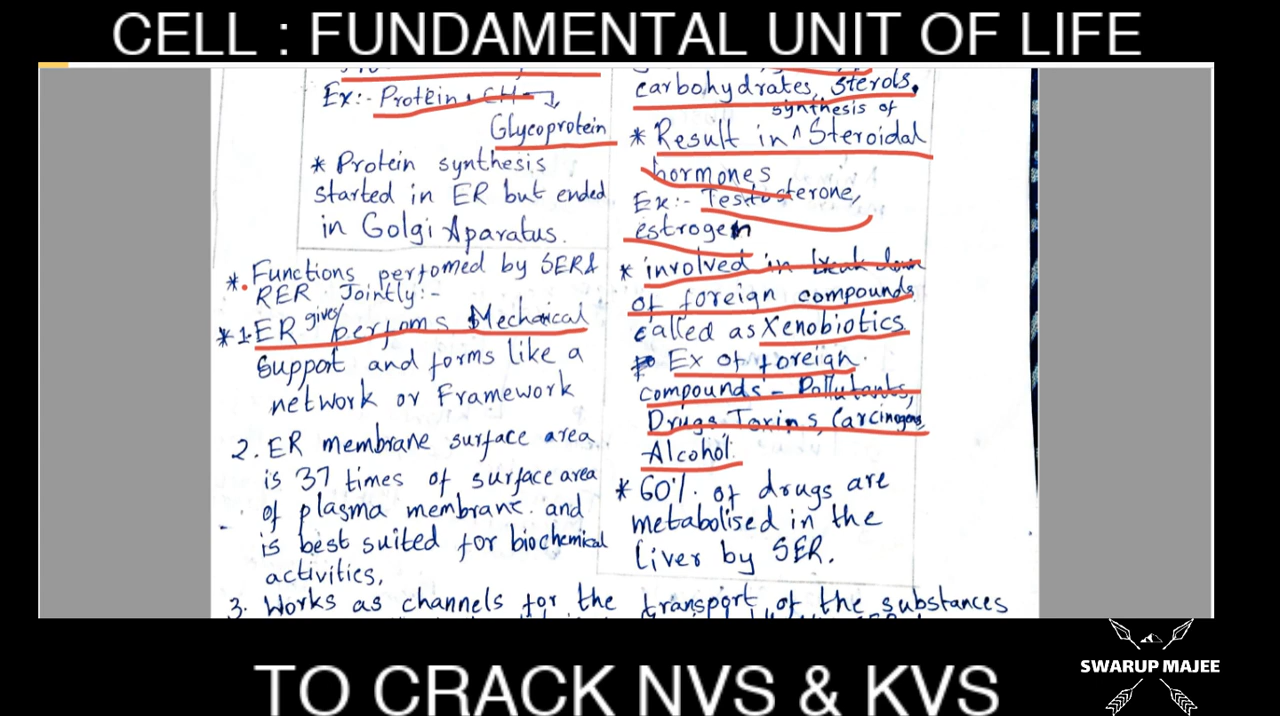 CELL : FUNDAMENTAL UNIT OF LIFE
Ex:- Protein + CH
Glycoprotein
* Protein synthesis
started in ER but ended
in Golgi Aparatus.
carbohydrates, sterols,
synthesis of
* Result in ^ Steroidal
hormones
Ex:- Testosterone,
estrogen
* involved in break down
of foreign compounds
called as Xenobiotics
Ex of foreign
compounds - Pollutants,
Drugs, Toxins, Carcinogens,
Alcohol.
* 60% of drugs are
metabolised in the
liver by SER.
* Functions perfomed by SER &
RER Jointly:-
* 1. ER gives/ perfoms Mechanical
Support and forms like a
network or Framework
2. ER membrane surface area
is 37 times of surface area
of plasma membrane and
is best suited for biochemical
activities.
3. Works as channels for the transport of the substances
SWARUP MAJEE
TO CRACK NVS & KVS